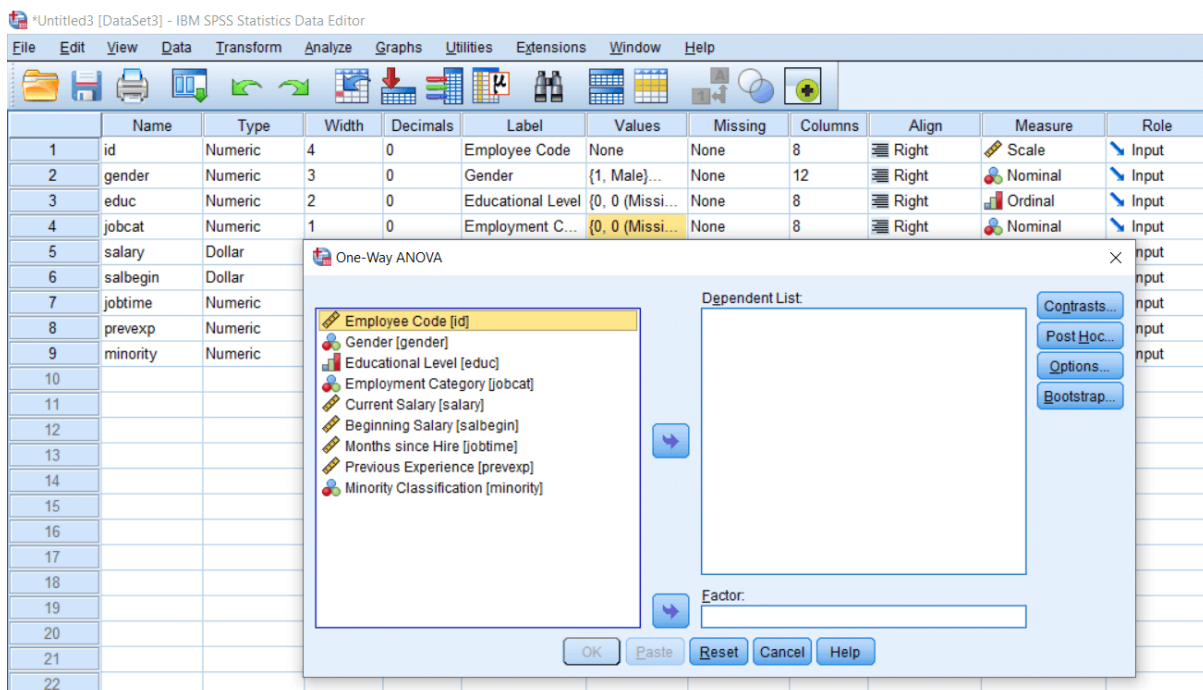 *Untitled3 [DataSet3] - IBM SPSS Statistics Data Editor
File Edit View Data Transform Analyze Graphs Utilities Extensions Window Help
A
1
μ
Name Type Width Decimals Label Values Missing Columns Align Measure Role
1 id Numeric 4 0 Employee Code None None 8 Right Scale Input
2 gender Numeric 3 0 Gender {1, Male}... None 12 Right Nominal Input
3 educ Numeric 2 0 Educational Level {0, 0 (Missi... None 8 Right Ordinal Input
4 jobcat Numeric 1 0 Employment C... {0, 0 (Missi... None 8 Right Nominal Input
5 salary Dollar nput
6 salbegin Dollar nput
7 jobtime Numeric nput
8 prevexp Numeric nput
9 minority Numeric nput
10
11
12
13
14
15
16
17
18
19
20
21
22
One-Way ANOVA
Employee Code [id]
Gender [gender]
Educational Level [educ]
Employment Category [jobcat]
Current Salary [salary]
Beginning Salary [salbegin]
Months since Hire [jobtime]
Previous Experience [prevexp]
Minority Classification [minority]
Dependent List:
Factor:
Contrasts...
Post Hoc...
Options...
Bootstrap...
OK Paste Reset Cancel Help